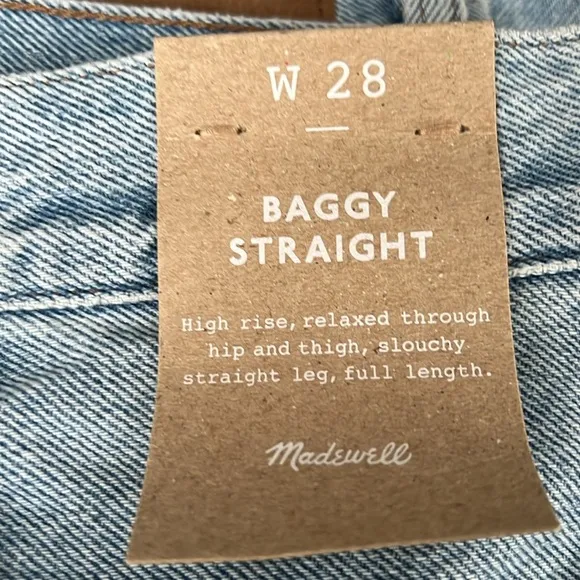 W 28
BAGGY
STRAIGHT
High rise, relaxed through
hip and thigh, slouchy
straight leg, full length.
Madewell